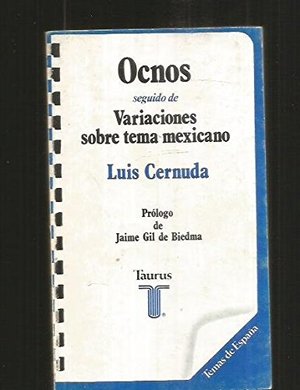 Ocnos
seguido de
Variaciones
sobre tema mexicano
Luis Cernuda
Prólogo
de
Jaime Gil de Biedma
Taurus
Temas de España